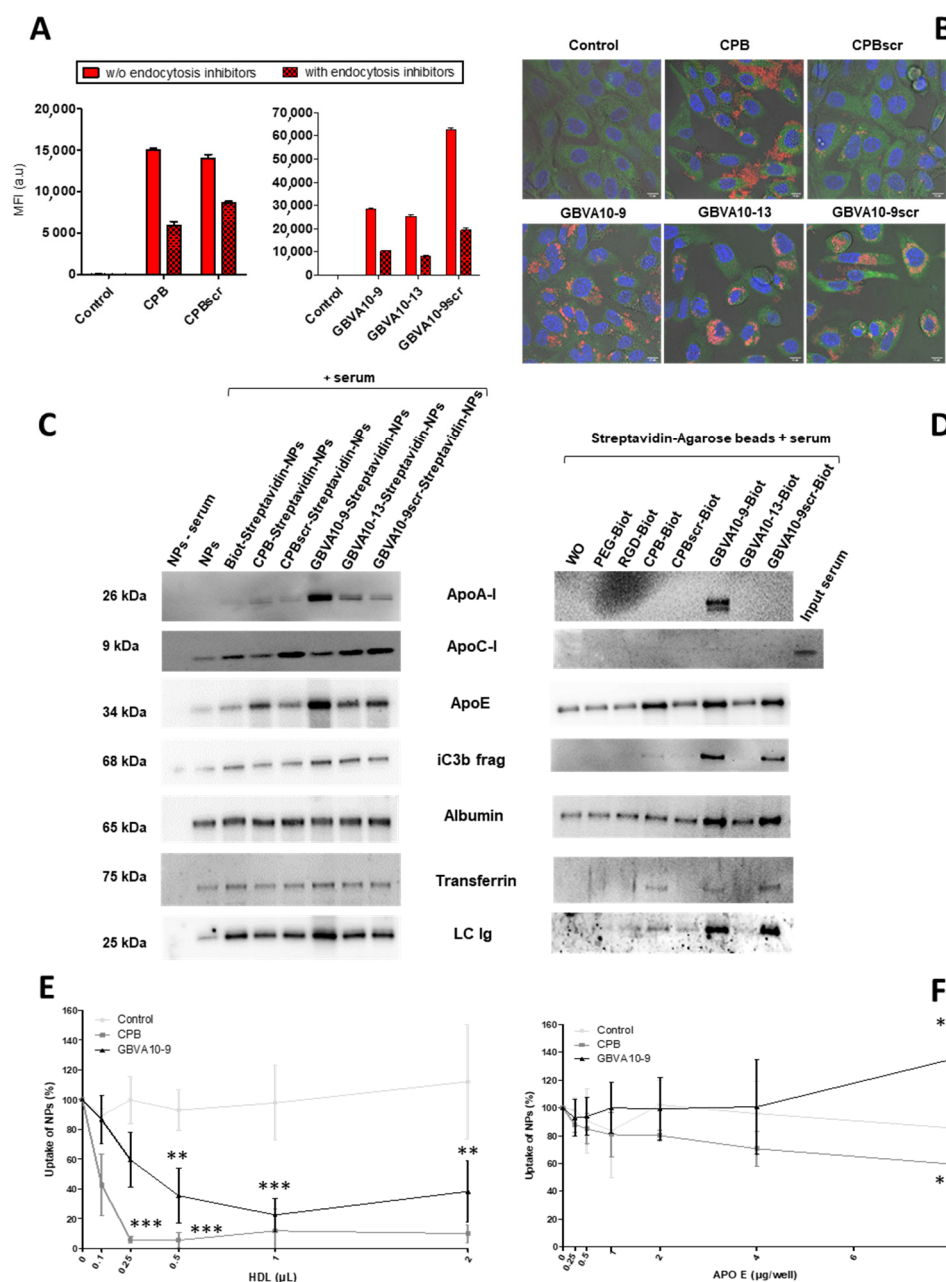 A
B
w/o endocytosis inhibitors
with endocytosis inhibitors
MFI (a.u)
20,000
15,000
10,000
5 000
0
Control
CPB
CPBscr
70,000
60,000
50,000
40,000
30,000
20,000
10,000
0
Control
GBVA10-9
GBVA10-13
GBVA10-9scr
Control
CPB
CPBscr
GBVA10-9
GBVA10-13
GBVA10-9scr
C
+ serum
NPs - serum
NPs
Biot-Streptavidin-NPs
CPB-Streptavidin-NPs
CPBscr-Streptavidin-NPs
GBVA10-9-Streptavidin-NPs
GBVA10-13-Streptavidin-NPs
GBVA10-9scr-Streptavidin-NPs
D
Streptavidin-Agarose beads + serum
WO
PEG-Biot
RGD-Biot
CPB-Biot
CPBscr-Biot
GBVA10-9-Biot
GBVA10-13-Biot
GBVA10-9scr-Biot
Input serum
26 kDa
ApoA-I
9 kDa
ApoC-I
34 kDa
ApoE
68 kDa
iC3b frag
65 kDa
Albumin
75 kDa
Transferrin
25 kDa
LC Ig
E
Uptake of NPs (%)
160
140
120
100
80
60
40
20
0
Control
CPB
GBVA10-9
**
***
**
***
***
0
0.1
0.25
0.5
1
2
HDL (µL)
F
Uptake of NPs (%)
160
140
120
100
80
60
40
20
0
Control
CPB
GBVA10-9
*
*
0
0.25
0.5
1
2
4
6
APO E (µg/well)